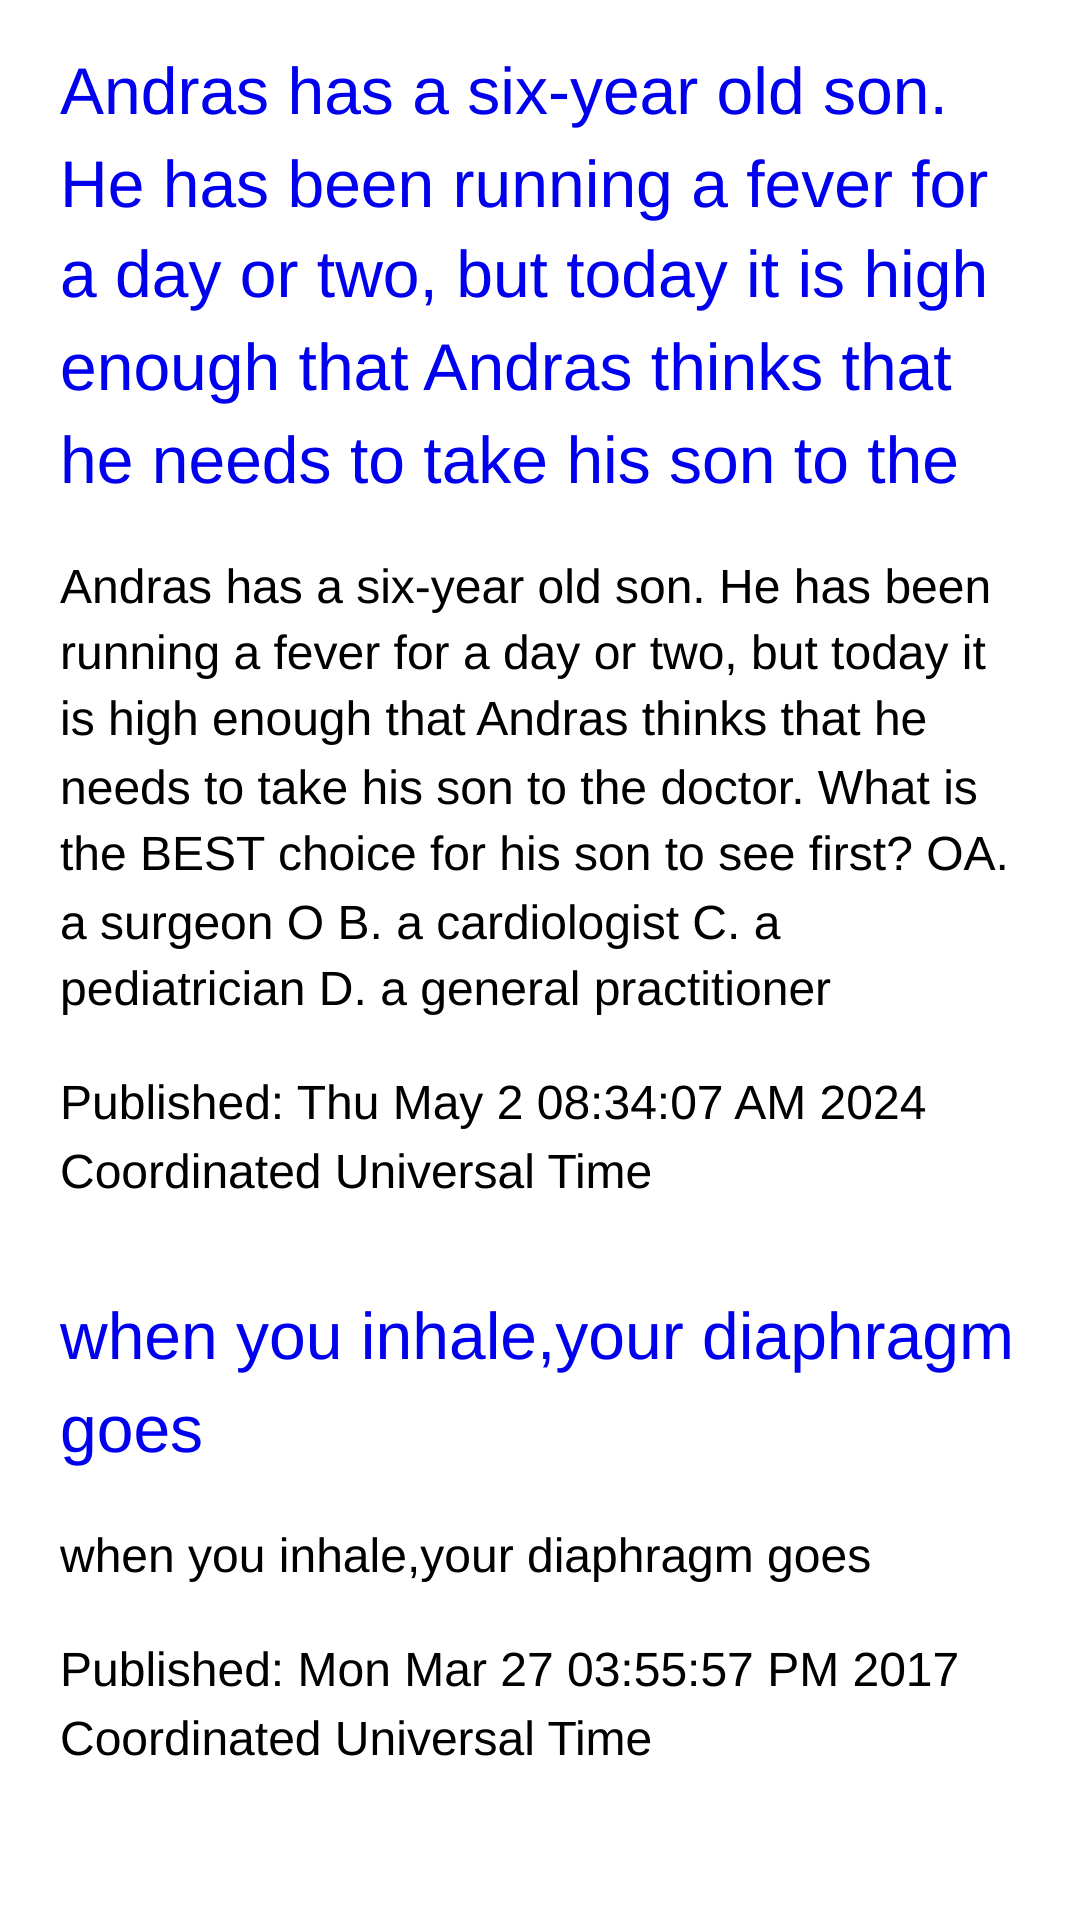 Andras has a six-year old son.
He has been running a fever for
a day or two, but today it is high
enough that Andras thinks that
he needs to take his son to the
Andras has a six-year old son. He has been
running a fever for a day or two, but today it
is high enough that Andras thinks that he
needs to take his son to the doctor. What is
the BEST choice for his son to see first? OA.
a surgeon O B. a cardiologist C. a
pediatrician D. a general practitioner
Published: Thu May 2 08:34:07 AM 2024
Coordinated Universal Time
when you inhale,your diaphragm
goes
when you inhale,your diaphragm goes
Published: Mon Mar 27 03:55:57 PM 2017
Coordinated Universal Time